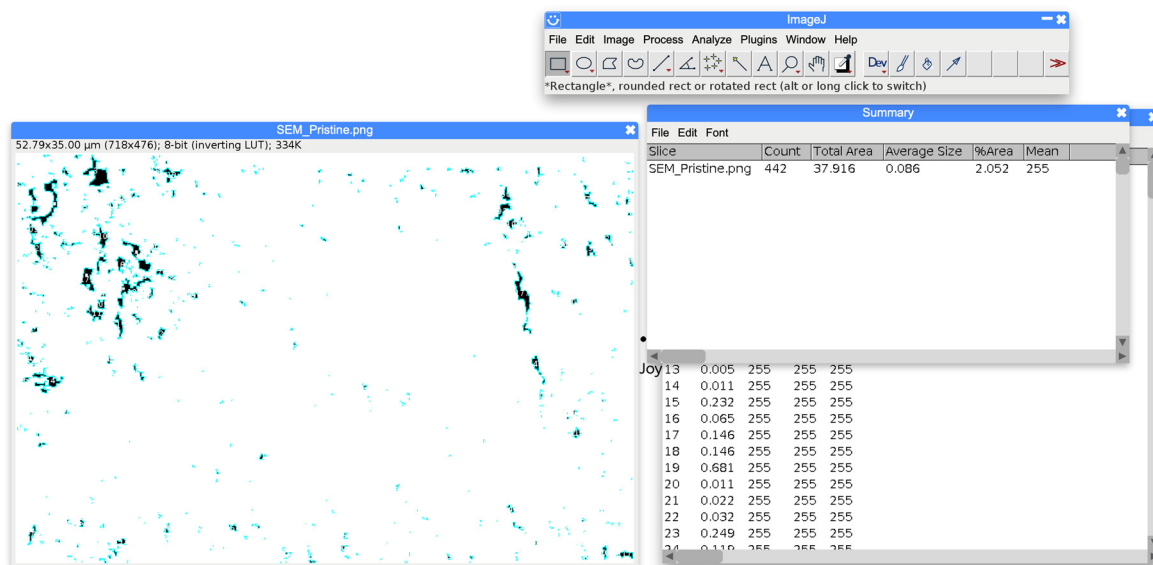 ImageJ
File Edit Image Process Analyze Plugins Window Help
Dev
*Rectangle*, rounded rect or rotated rect (alt or long click to switch)
Summary
File Edit Font
Slice Count Total Area Average Size %Area Mean
SEM_Pristine.png 442 37.916 0.086 2.052 255
SEM_Pristine.png
52.79x35.00 µm (718x476); 8-bit (inverting LUT); 334K
Joy
13 0.005 255 255 255
14 0.011 255 255 255
15 0.232 255 255 255
16 0.065 255 255 255
17 0.146 255 255 255
18 0.146 255 255 255
19 0.681 255 255 255
20 0.011 255 255 255
21 0.022 255 255 255
22 0.032 255 255 255
23 0.249 255 255 255
24 0.119 255 255 255